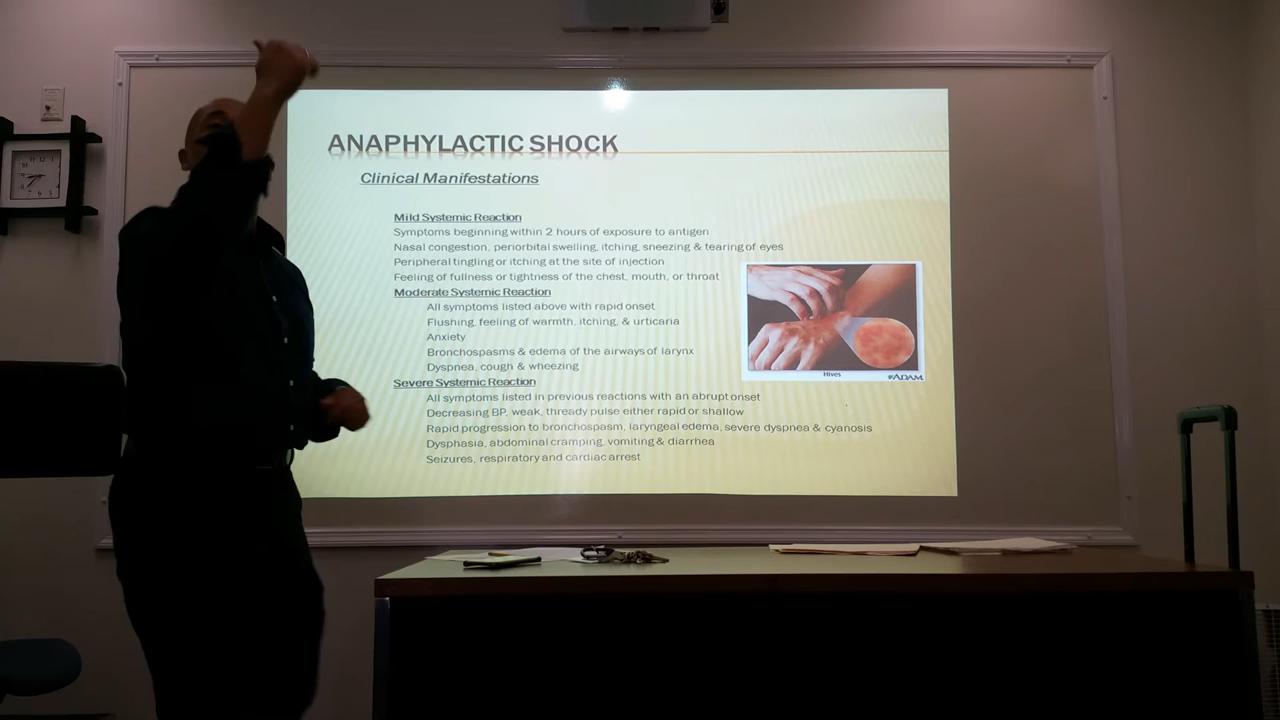 ANAPHYLACTIC SHOCK
Clinical Manifestations
Mild Systemic Reaction
Symptoms beginning within 2 hours of exposure to antigen
Nasal congestion, periorbital swelling, itching, sneezing & tearing of eyes
Peripheral tingling or itching at the site of injection
Feeling of fullness or tightness of the chest, mouth, or throat
Moderate Systemic Reaction
All symptoms listed above with rapid onset
Flushing, feeling of warmth, itching, & urticaria
Anxiety
Bronchospasms & edema of the airways of larynx
Dyspnea, cough & wheezing
Severe Systemic Reaction
All symptoms listed in previous reactions with an abrupt onset
Decreasing BP, weak, thready pulse either rapid or shallow
Rapid progression to bronchospasm, laryngeal edema, severe dyspnea & cyanosis
Dysphasia, abdominal cramping, vomiting & diarrhea
Seizures, respiratory and cardiac arrest
Hives
ADAM